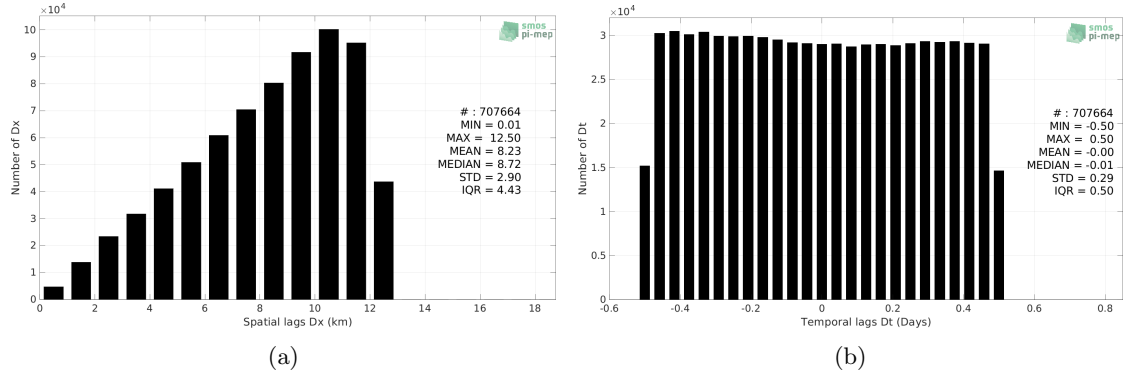 ×10^4
smos
pi-mep
10
9
8
7
6
5
4
3
2
1
0
Number of Dx
# : 707664
MIN = 0.01
MAX = 12.50
MEAN = 8.23
MEDIAN = 8.72
STD = 2.90
IQR = 4.43
0 2 4 6 8 10 12 14 16 18
Spatial lags Dx (km)
(a)
×10^4
smos
pi-mep
3
2.5
2
1.5
1
0.5
0
Number of Dt
# : 707664
MIN = -0.50
MAX = 0.50
MEAN = -0.00
MEDIAN = -0.01
STD = 0.29
IQR = 0.50
-0.6 -0.4 -0.2 0 0.2 0.4 0.6 0.8
Temporal lags Dt (Days)
(b)